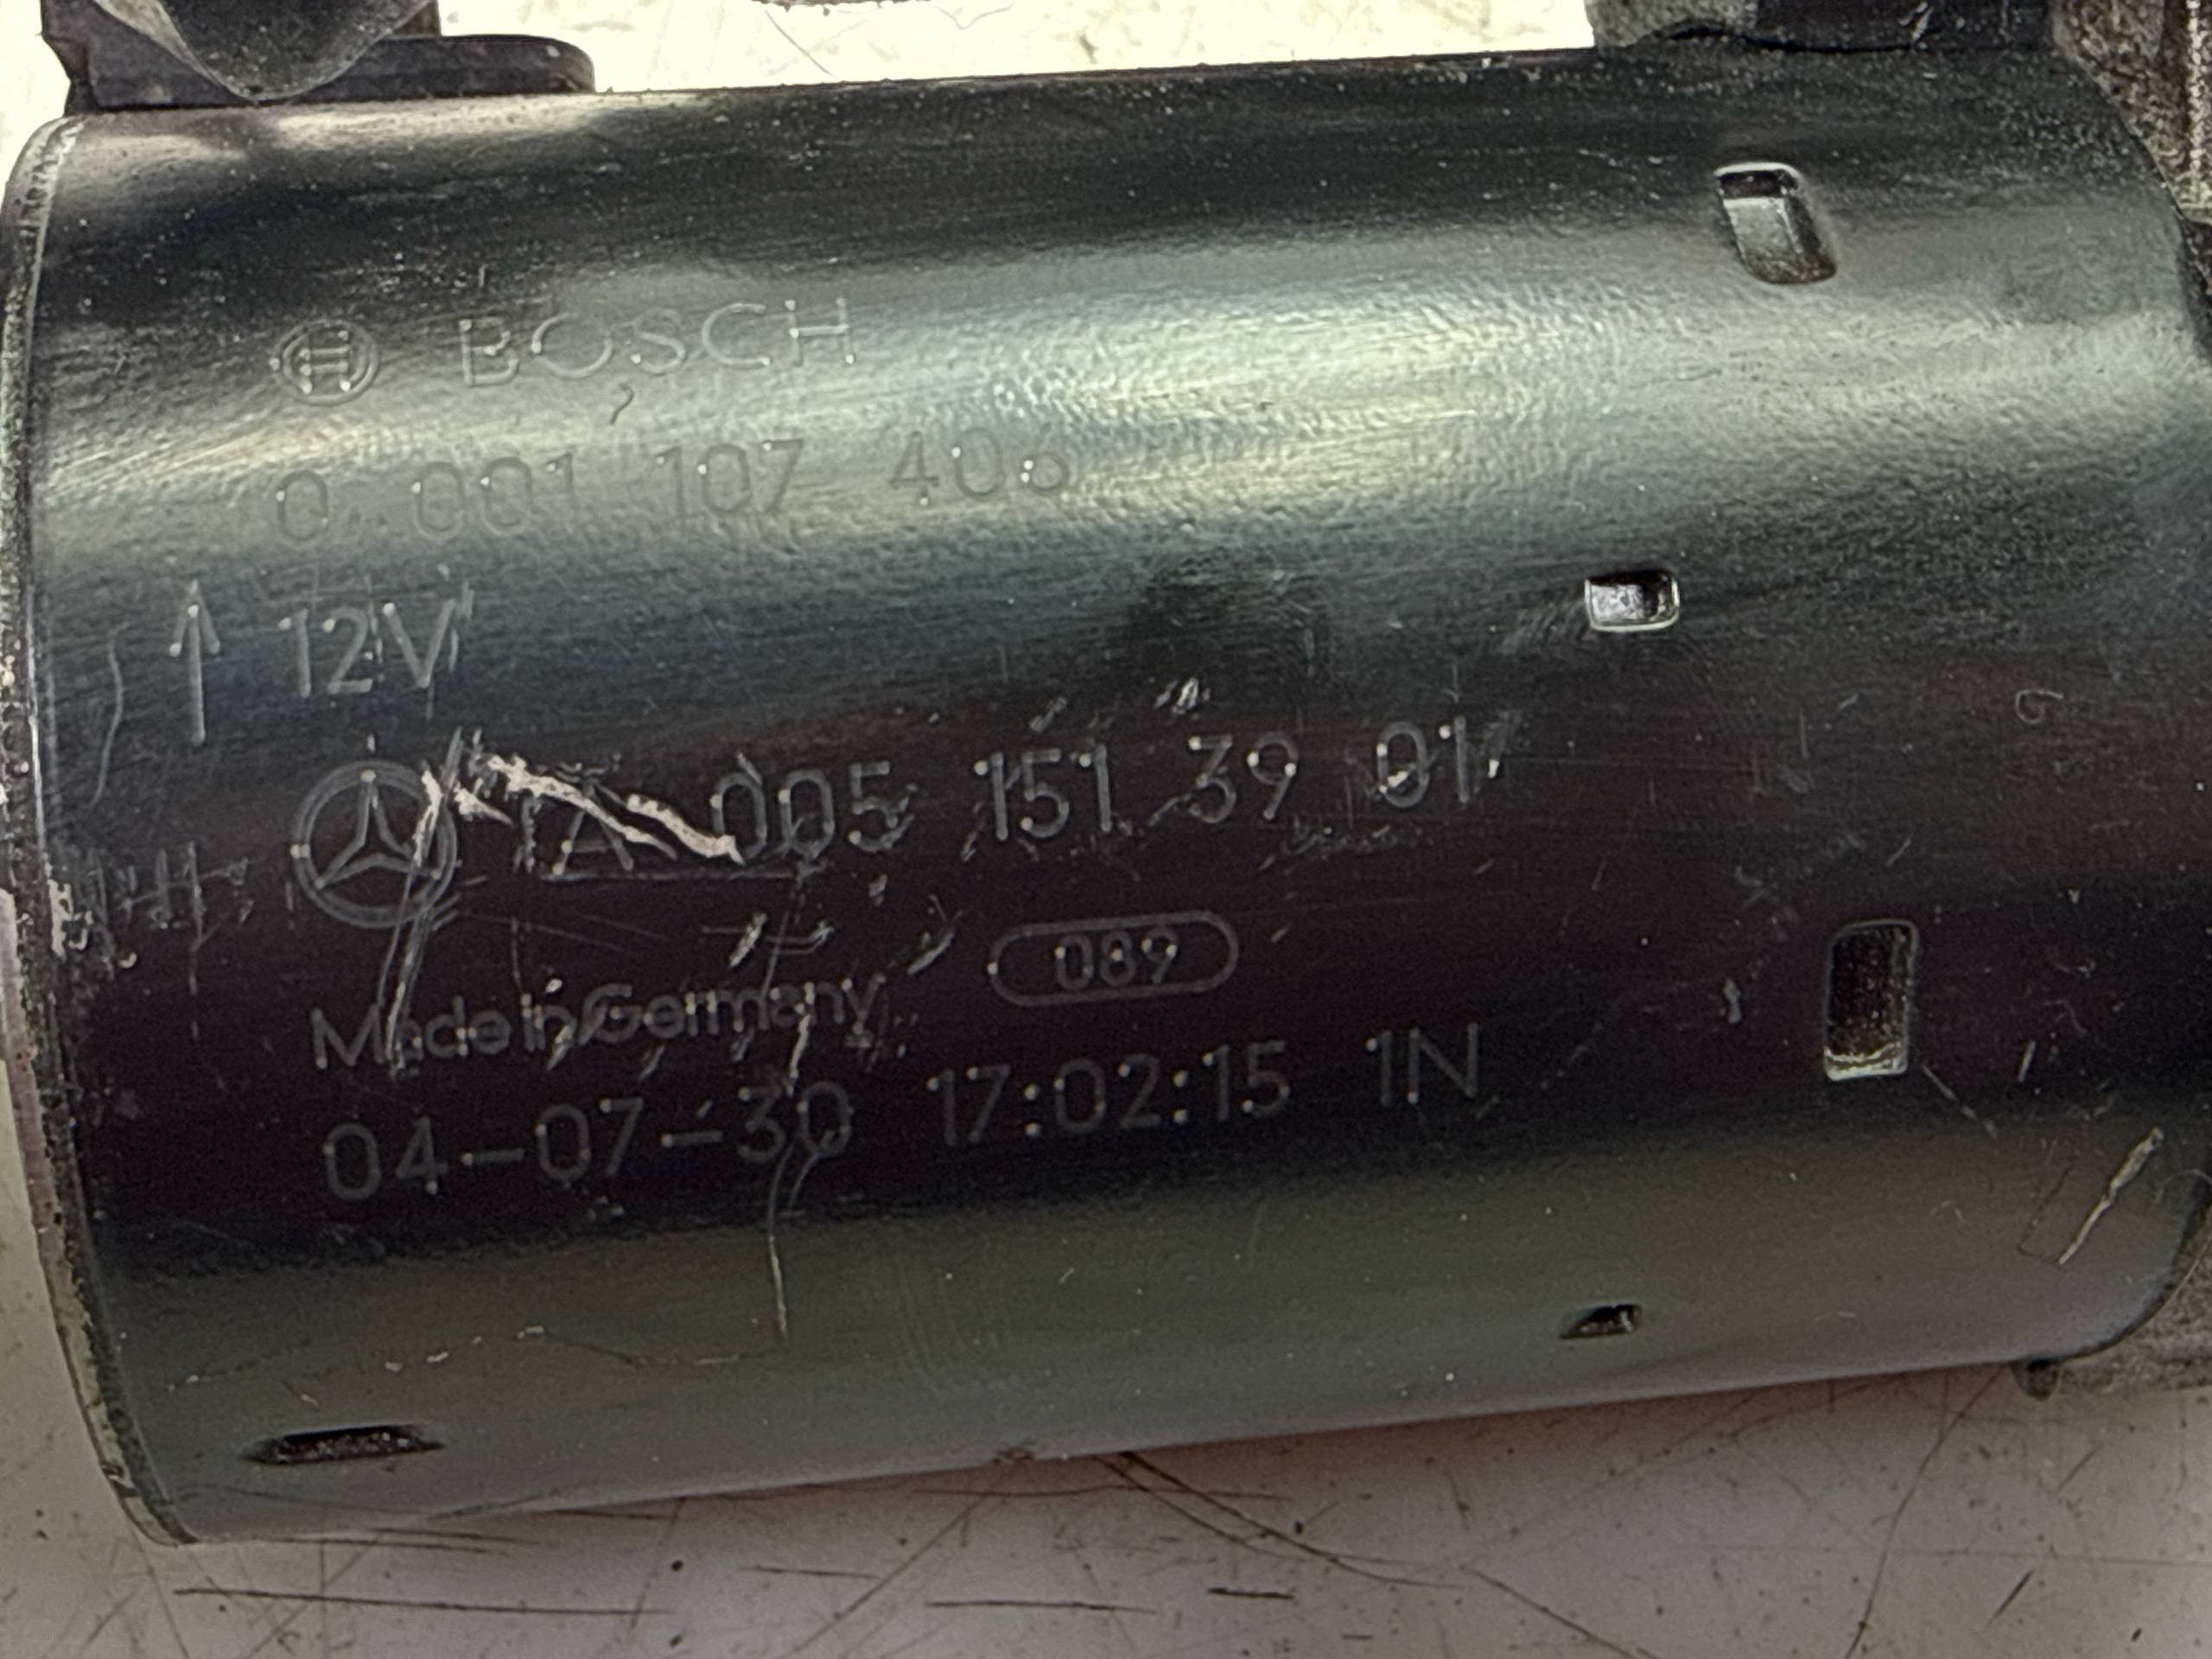 BOSCH
0 001 107 406
↑ 12V
A 005 151 39 01
089
Made in Germany
04-07-30 17:02:15 1N